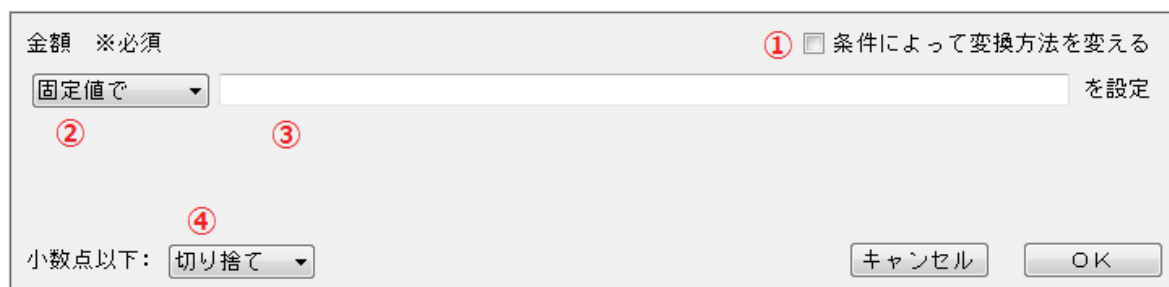 金額 ※必須 ① 条件によって変換方法を変える
固定値で を設定
② ③
④
小数点以下: 切り捨て キャンセル OK